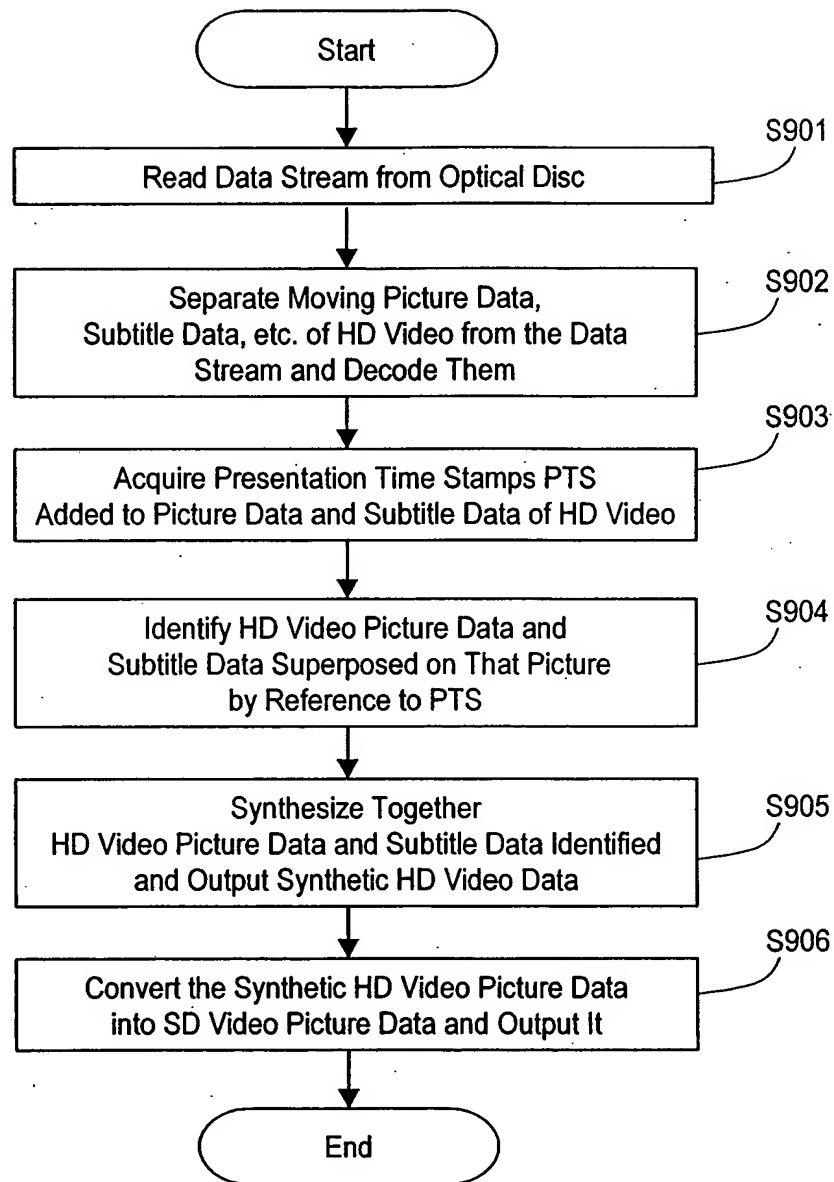 Start
S901
Read Data Stream from Optical Disc
S902
Separate Moving Picture Data,
Subtitle Data, etc. of HD Video from the Data
Stream and Decode Them
S903
Acquire Presentation Time Stamps PTS
Added to Picture Data and Subtitle Data of HD Video
S904
Identify HD Video Picture Data and
Subtitle Data Superposed on That Picture
by Reference to PTS
S905
Synthesize Together
HD Video Picture Data and Subtitle Data Identified
and Output Synthetic HD Video Data
S906
Convert the Synthetic HD Video Picture Data
into SD Video Picture Data and Output It
End